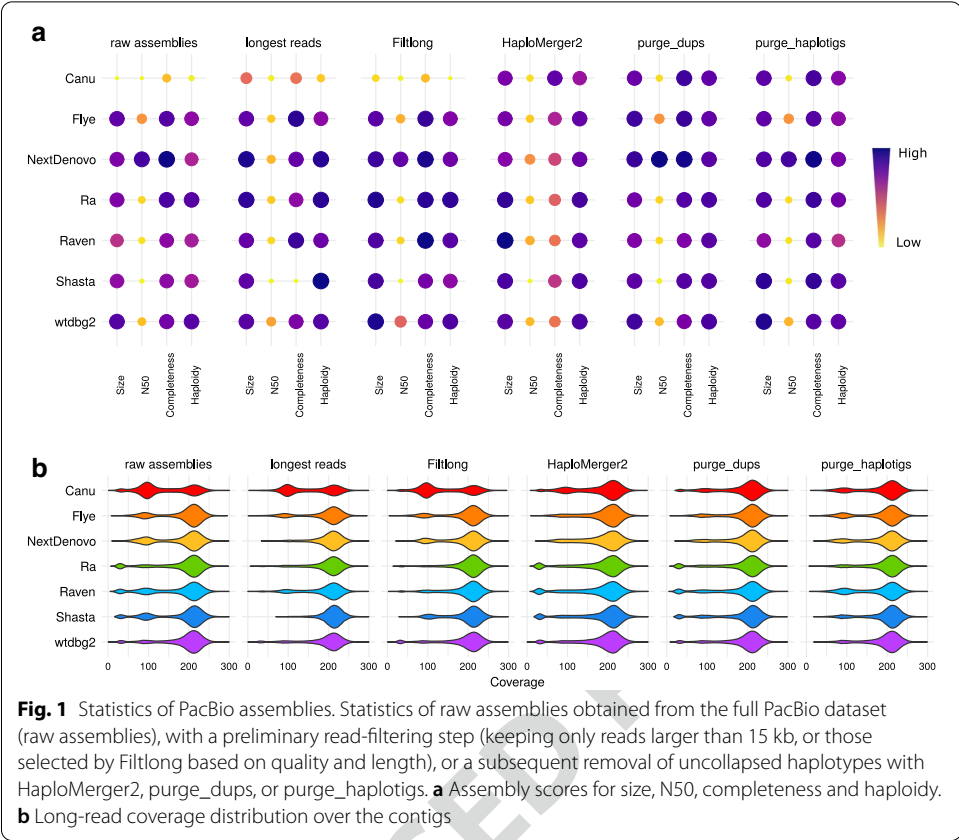 a
raw assemblies longest reads Filtlong HaploMerger2 purge_dups purge_haplotigs
Canu
Flye
NextDenovo
Ra
Raven
Shasta
wtdbg2
High
Low
Size N50 Completeness Haploidy Size N50 Completeness Haploidy Size N50 Completeness Haploidy Size N50 Completeness Haploidy Size N50 Completeness Haploidy Size N50 Completeness Haploidy
b
raw assemblies longest reads Filtlong HaploMerger2 purge_dups purge_haplotigs
Canu
Flye
NextDenovo
Ra
Raven
Shasta
wtdbg2
0 100 200 300 0 100 200 300 0 100 200 300 0 100 200 300 0 100 200 300 0 100 200 300
Coverage
Fig. 1 Statistics of PacBio assemblies. Statistics of raw assemblies obtained from the full PacBio dataset
(raw assemblies), with a preliminary read-filtering step (keeping only reads larger than 15 kb, or those
selected by Filtlong based on quality and length), or a subsequent removal of uncollapsed haplotypes with
HaploMerger2, purge_dups, or purge_haplotigs. a Assembly scores for size, N50, completeness and haploidy.
b Long-read coverage distribution over the contigs